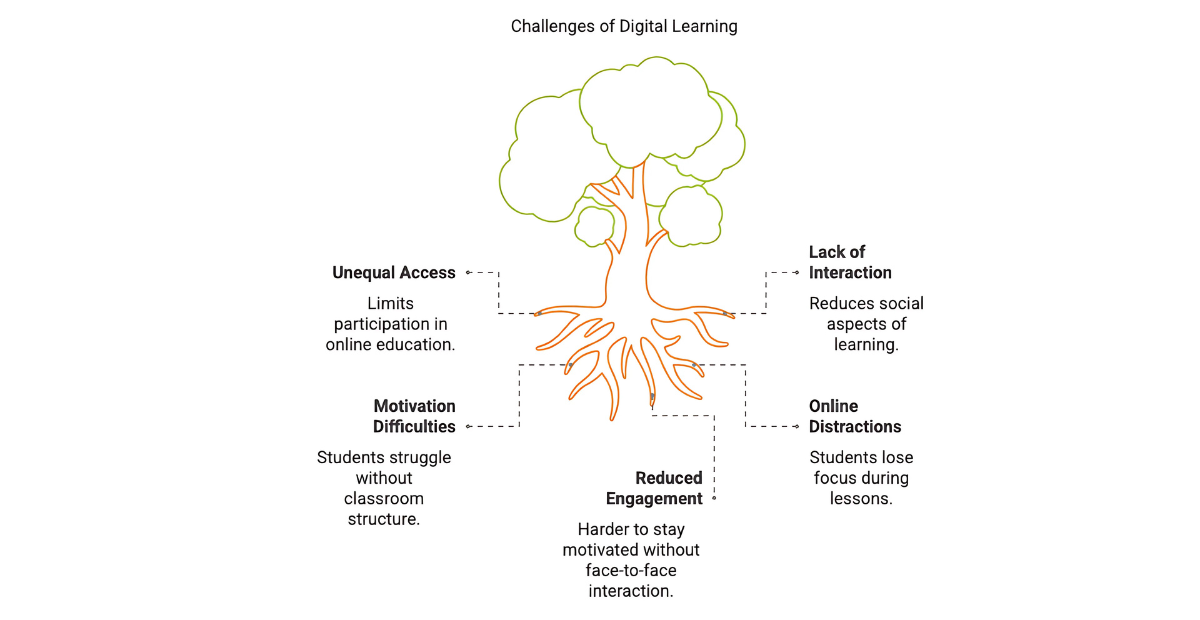 Challenges of Digital Learning
Unequal Access
Limits
participation in
online education.
Lack of
Interaction
Reduces social
aspects of
learning.
Motivation
Difficulties
Students struggle
without
classroom
structure.
Online
Distractions
Students lose
focus during
lessons.
Reduced
Engagement
Harder to stay
motivated without
face-to-face
interaction.